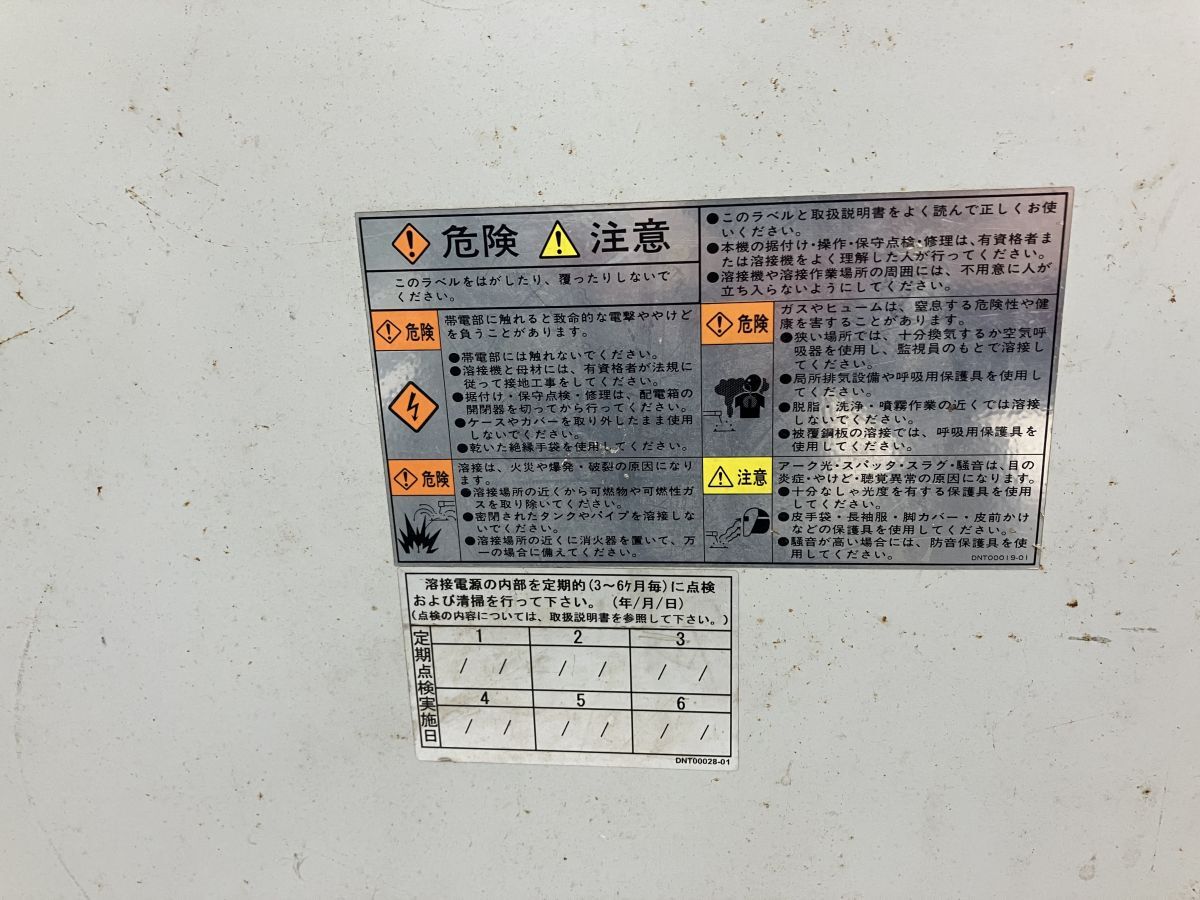 危険 注意
このラベルをはがしたり、覆ったりしないで
ください。
●このラベルと取扱説明書をよく読んで正しくお使
いください。
●本機の据付け・操作・保守点検・修理は、有資格者ま
たは溶接機をよく理解した人が行ってください。
●溶接機や溶接作業場所の周囲には、不用意に人が
立ち入らないようにしてください。
危険
帯電部に触れると致命的な電撃ややけど
を負うことがあります。
●帯電部には触れないでください。
●溶接機と母材には、有資格者が法規に
従って接地工事をしてください。
●据付け・保守点検・修理は、配電箱の
開閉器を切ってから行ってください。
●ケースやカバーを取り外したまま使用
しないでください。
●乾いた絶縁手袋を使用してください。
危険
ガスやヒュームは、窒息する危険性や健
康を害することがあります。
●狭い場所では、十分換気するか空気呼
吸器を使用し、監視員のもとで溶接し
てください。
●局所排気設備や呼吸用保護具を使用し
てください。
●脱脂・洗浄・噴霧作業の近くでは溶接
しないでください。
●被覆鋼板の溶接では、呼吸用保護具を
使用してください。
危険
溶接は、火災や爆発・破裂の原因になり
ます。
●溶接場所の近くから可燃物や可燃性ガ
スを取り除いてください。
●密閉されたタンクやパイプを溶接しな
いでください。
●溶接場所の近くに消火器を置いて、万
一の場合に備えてください。
注意
アーク光・スパッタ・スラグ・騒音は、目の
炎症・やけど・聴覚異常の原因になります。
●十分なしゃ光度を有する保護具を使用
してください。
●皮手袋・長袖服・脚カバー・皮前かけ
などの保護具を使用してください。
●騒音が高い場合には、防音保護具を使
用してください。
DNT00019-01
溶接電源の内部を定期的(3～6ヶ月毎)に点検
および清掃を行って下さい。 (年/月/日)
(点検の内容については、取扱説明書を参照して下さい。)
定期点検実施日
1 2 3
/ / / / / /
4 5 6
/ / / / / /
DNT00028-01